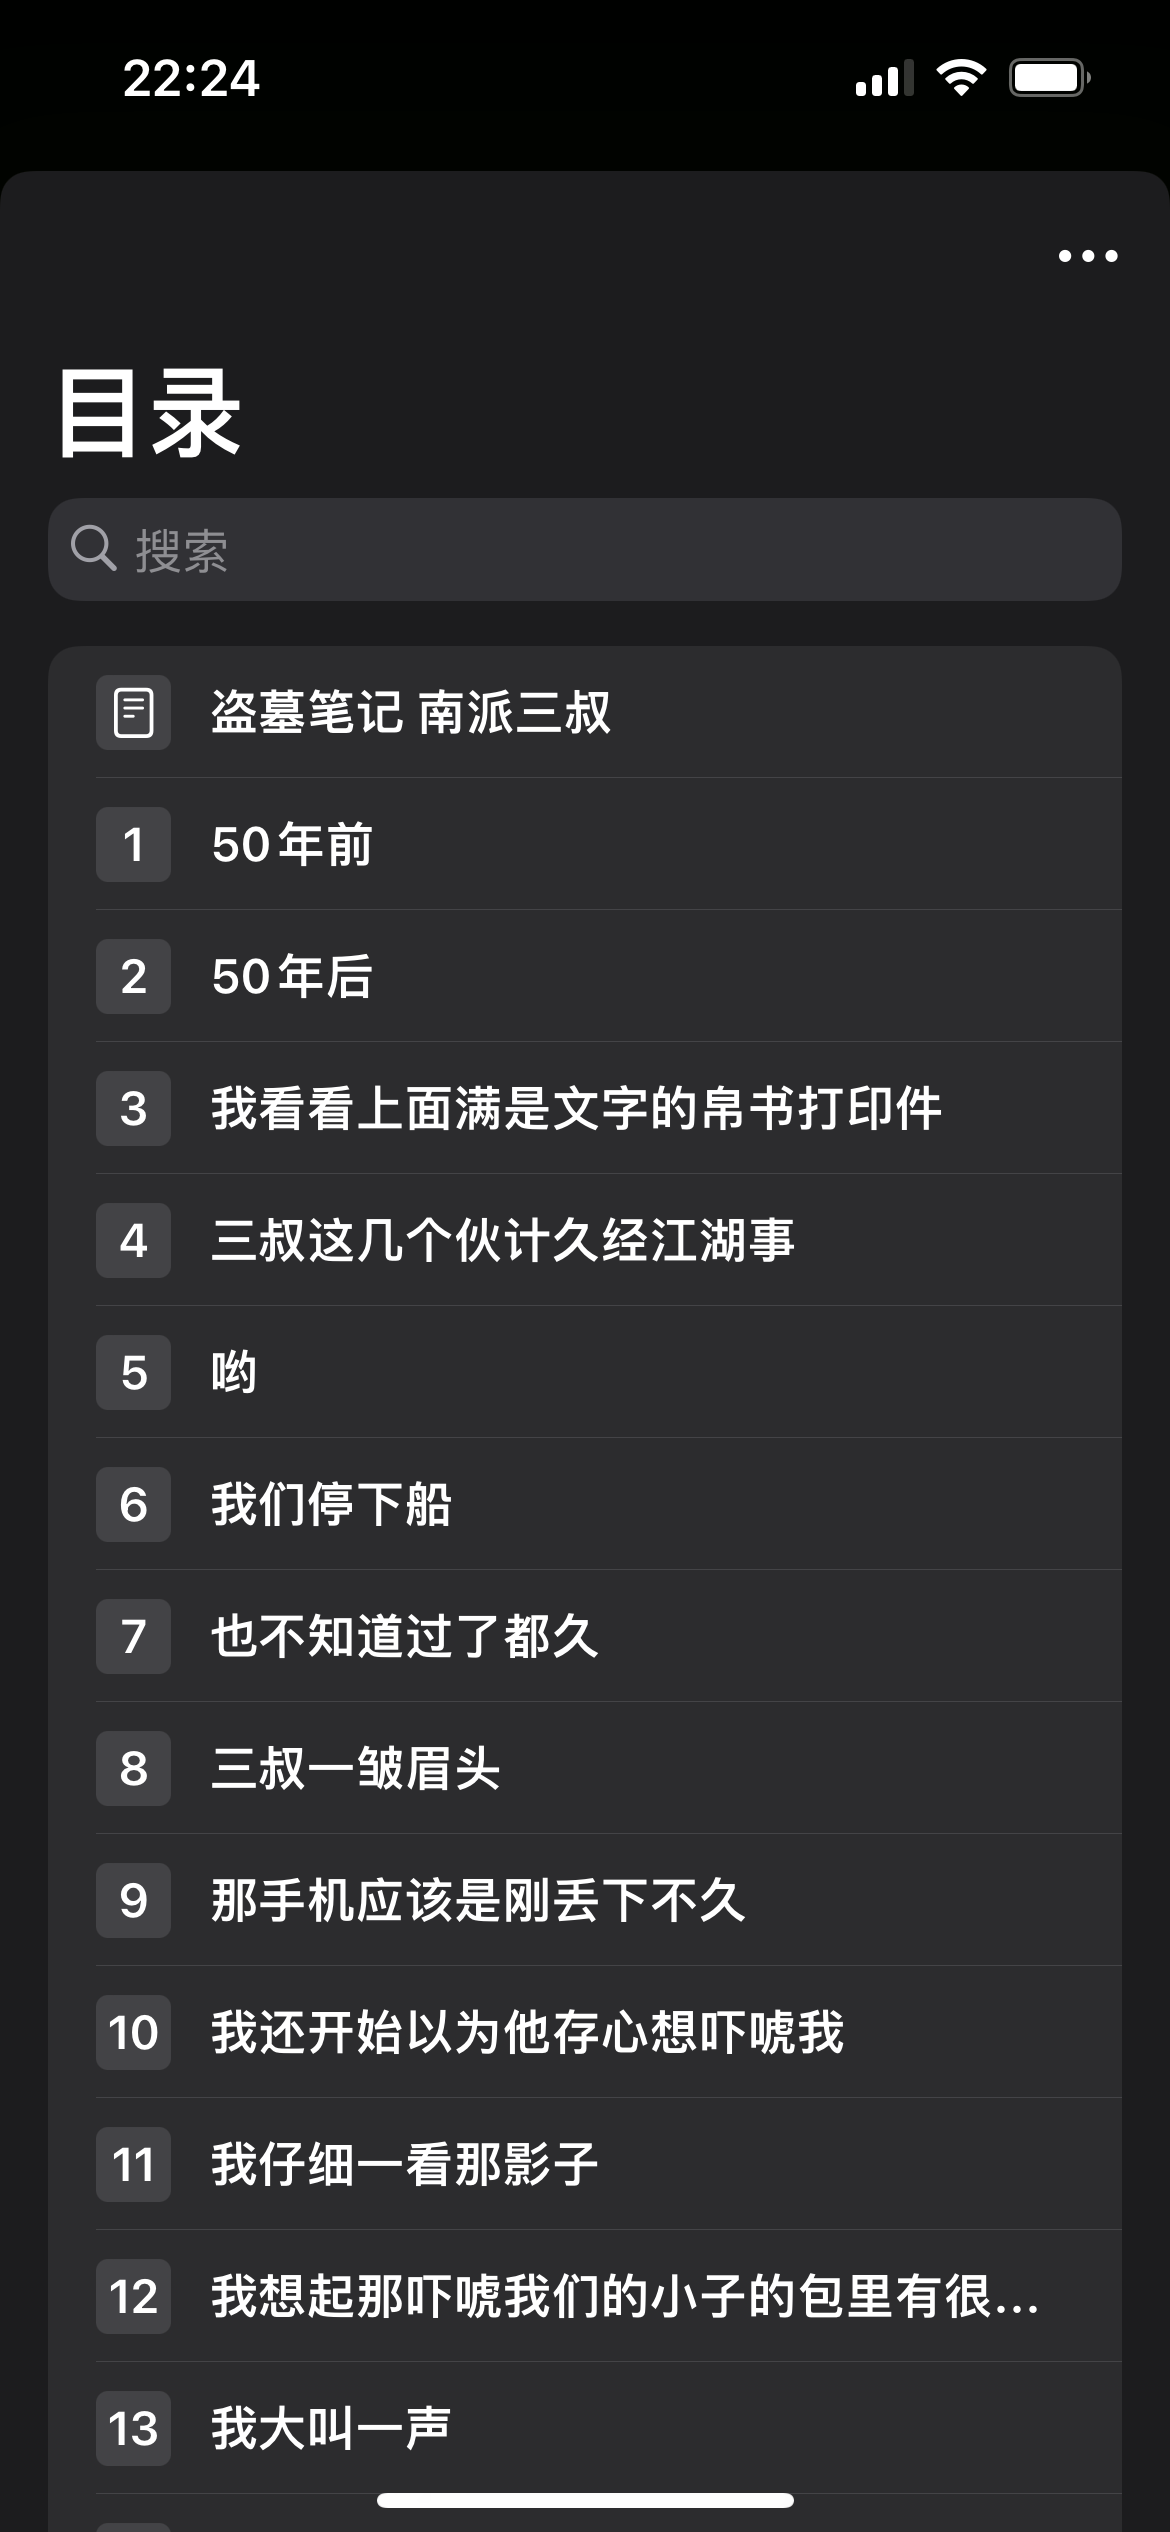 22:24
目录
搜索
盗墓笔记 南派三叔
1 50年前
2 50年后
3 我看看上面满是文字的帛书打印件
4 三叔这几个伙计久经江湖事
5 哟
6 我们停下船
7 也不知道过了都久
8 三叔一皱眉头
9 那手机应该是刚丢下不久
10 我还开始以为他存心想吓唬我
11 我仔细一看那影子
12 我想起那吓唬我们的小子的包里有很…
13 我大叫一声